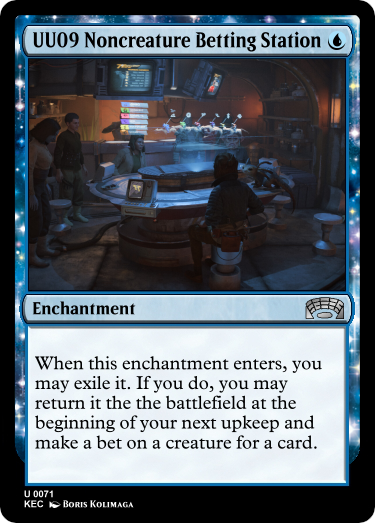 UU09 Noncreature Betting Station
Enchantment
When this enchantment enters, you
may exile it. If you do, you may
return it the the battlefield at the
beginning of your next upkeep and
make a bet on a creature for a card.
U 0071
KEC Boris Kolimaga